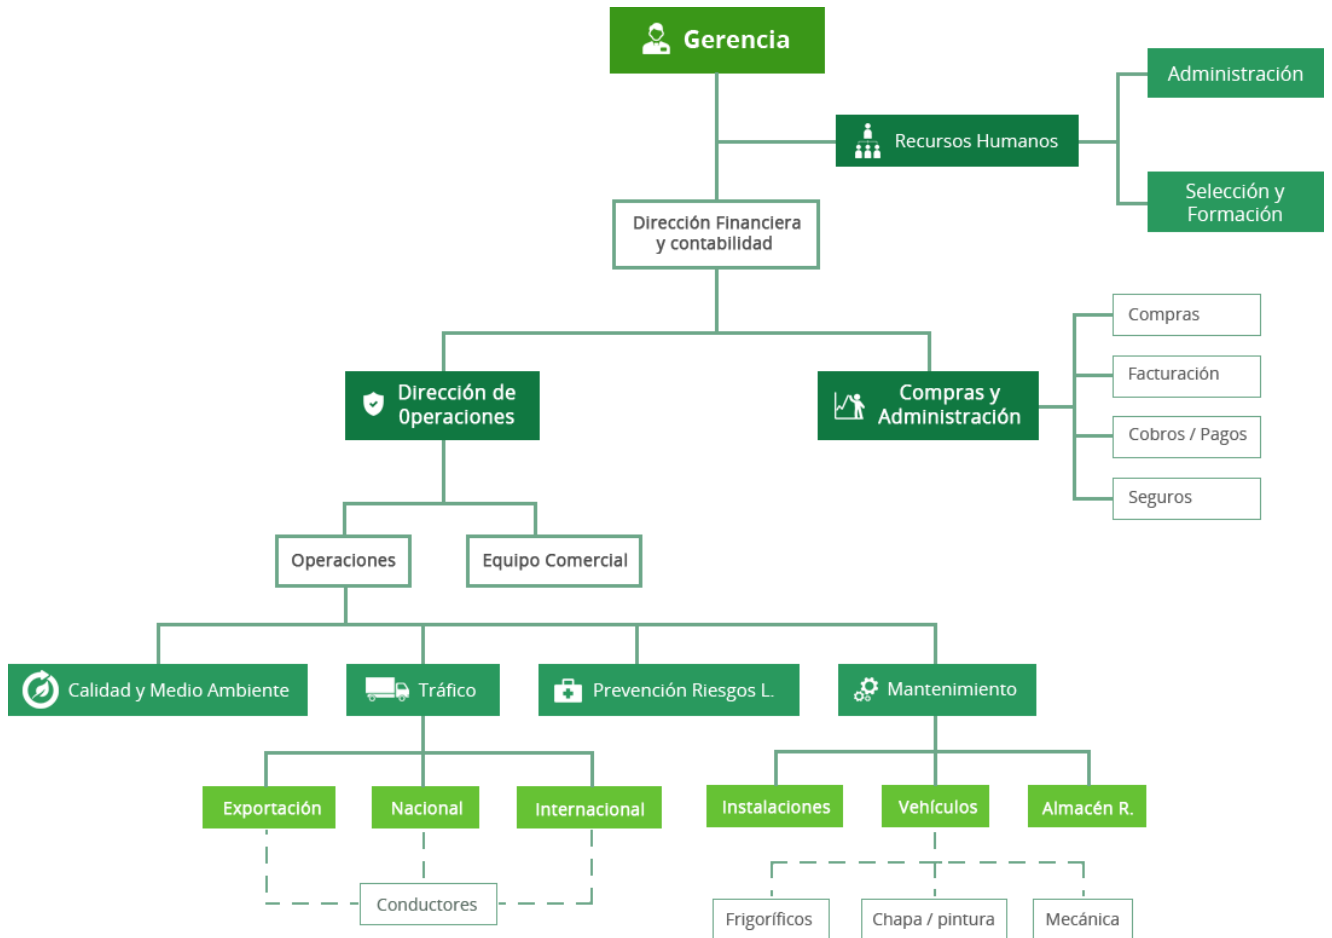 Gerencia
Administración
Recursos Humanos
Selección y
Formación
Dirección Financiera
y contabilidad
Compras
Facturación
Dirección de
0peraciones
Compras y
Administración
Cobros / Pagos
Seguros
Operaciones
Equipo Comercial
Calidad y Medio Ambiente
Tráfico
Prevención Riesgos L.
Mantenimiento
Exportación
Nacional
Internacional
Instalaciones
Vehículos
Almacén R.
Conductores
Frigoríficos
Chapa / pintura
Mecánica